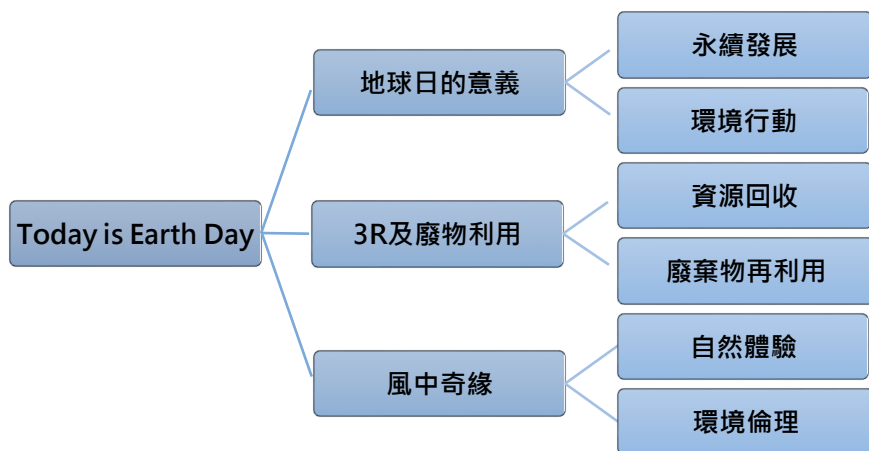 Today is Earth Day
地球日的意義
永續發展
環境行動
3R及廢物利用
資源回收
廢棄物再利用
風中奇緣
自然體驗
環境倫理